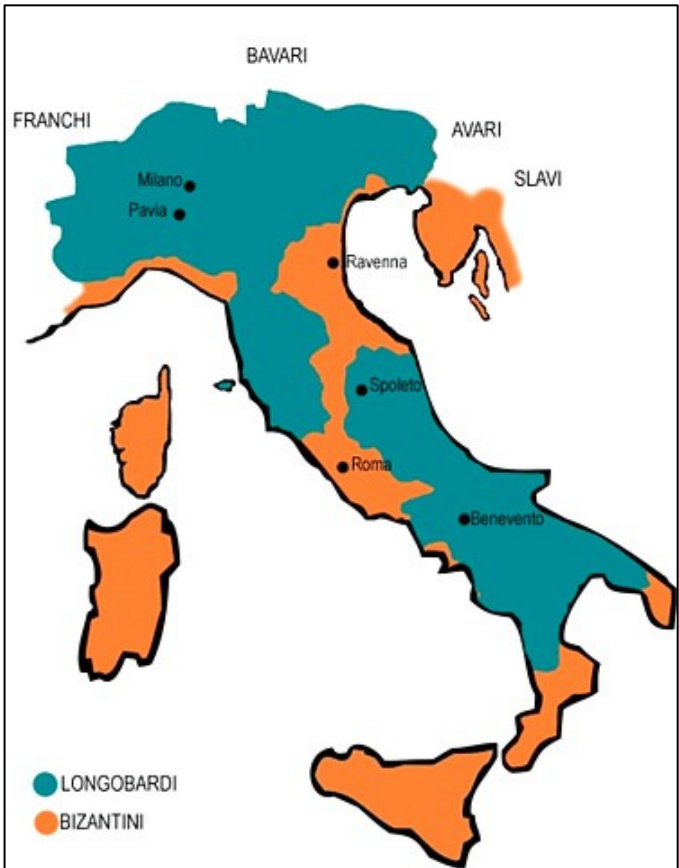 BAVARI
FRANCHI
AVARI
SLAVI
Milano
Pavia
Ravenna
Spoleto
Roma
Benevento
LONGOBARDI
BIZANTINI